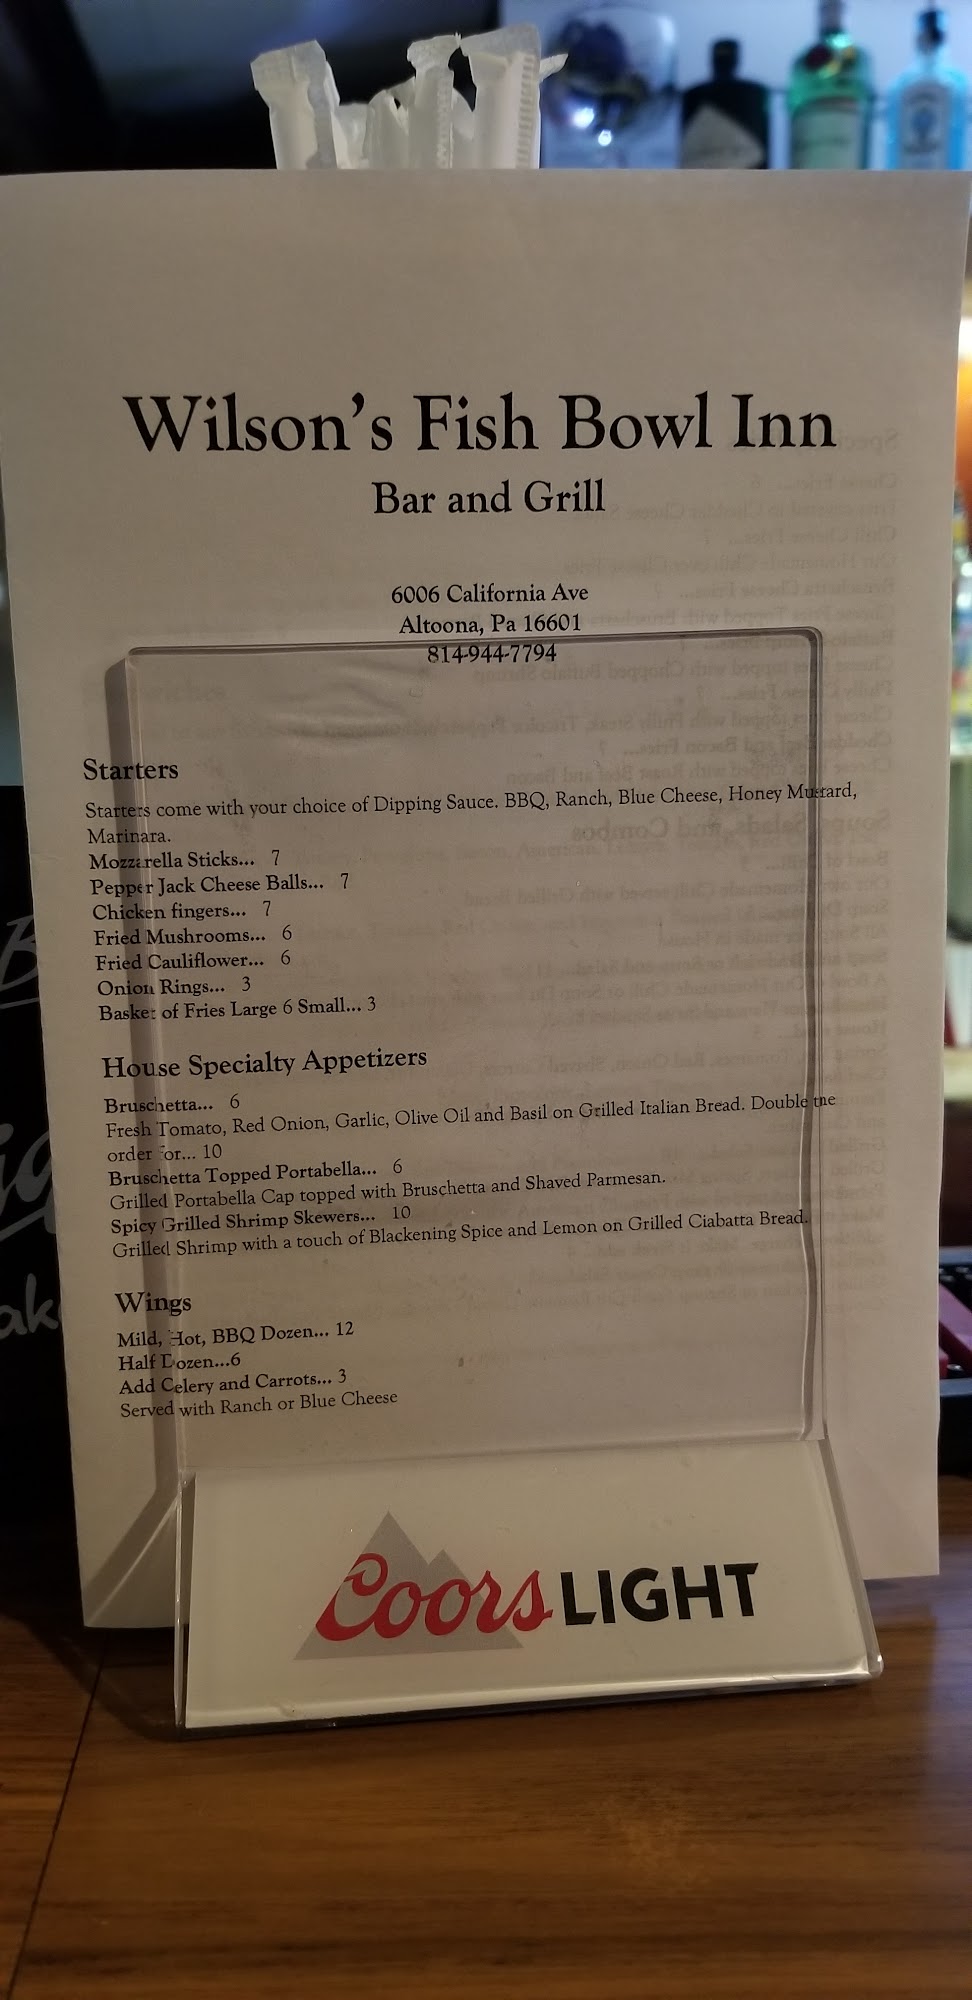 Wilson's Fish Bowl Inn
Bar and Grill
6006 California Ave
Altoona, Pa 16601
814-944-7794
Starters
Starters come with your choice of Dipping Sauce. BBQ, Ranch, Blue Cheese, Honey Mustard,
Marinara.
Mozzarella Sticks... 7
Pepper Jack Cheese Balls... 7
Chicken fingers... 7
Fried Mushrooms... 6
Fried Cauliflower... 6
Onion Rings... 3
Basket of Fries Large 6 Small... 3
House Specialty Appetizers
Bruschetta... 6
Fresh Tomato, Red Onion, Garlic, Olive Oil and Basil on Grilled Italian Bread. Double the
order for... 10
Bruschetta Topped Portabella... 6
Grilled Portabella Cap topped with Bruschetta and Shaved Parmesan.
Spicy Grilled Shrimp Skewers... 10
Grilled Shrimp with a touch of Blackening Spice and Lemon on Grilled Ciabatta Bread.
Wings
Mild, Hot, BBQ Dozen... 12
Half Dozen...6
Add Celery and Carrots... 3
Served with Ranch or Blue Cheese
Coors LIGHT